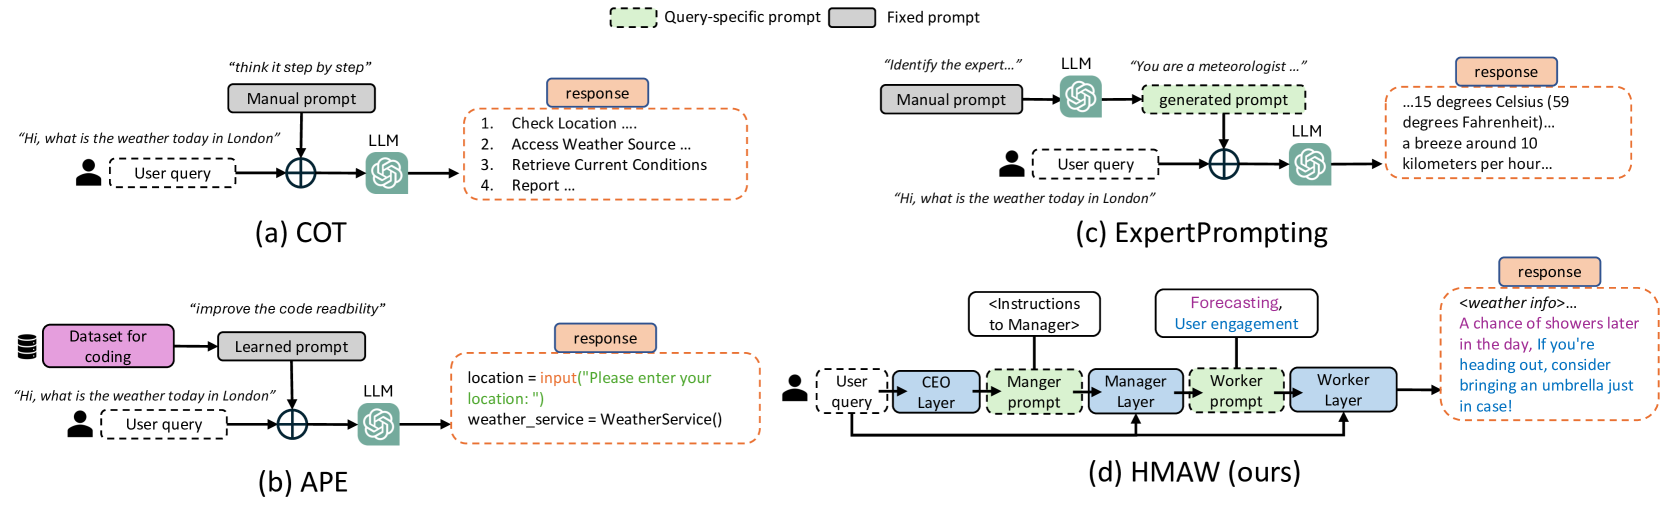 Query-specific prompt
Fixed prompt
“think it step by step”
Manual prompt
“Hi, what is the weather today in London”
User query
LLM
response
1. Check Location ....
2. Access Weather Source ...
3. Retrieve Current Conditions
4. Report ...
(a) COT
“improve the code readbility”
Dataset for
coding
Learned prompt
“Hi, what is the weather today in London”
User query
LLM
response
location = input("Please enter your
location: ")
weather_service = WeatherService()
(b) APE
“Identify the expert...”
LLM
“You are a meteorologist ...”
Manual prompt
generated prompt
User query
LLM
“Hi, what is the weather today in London”
response
...15 degrees Celsius (59
degrees Fahrenheit)...
a breeze around 10
kilometers per hour...
(c) ExpertPrompting
<Instructions
to Manager>
Forecasting,
User engagement
User
query
CEO
Layer
Manger
prompt
Manager
Layer
Worker
prompt
Worker
Layer
response
<weather info>...
A chance of showers later
in the day, If you're
heading out, consider
bringing an umbrella just
in case!
(d) HMAW (ours)